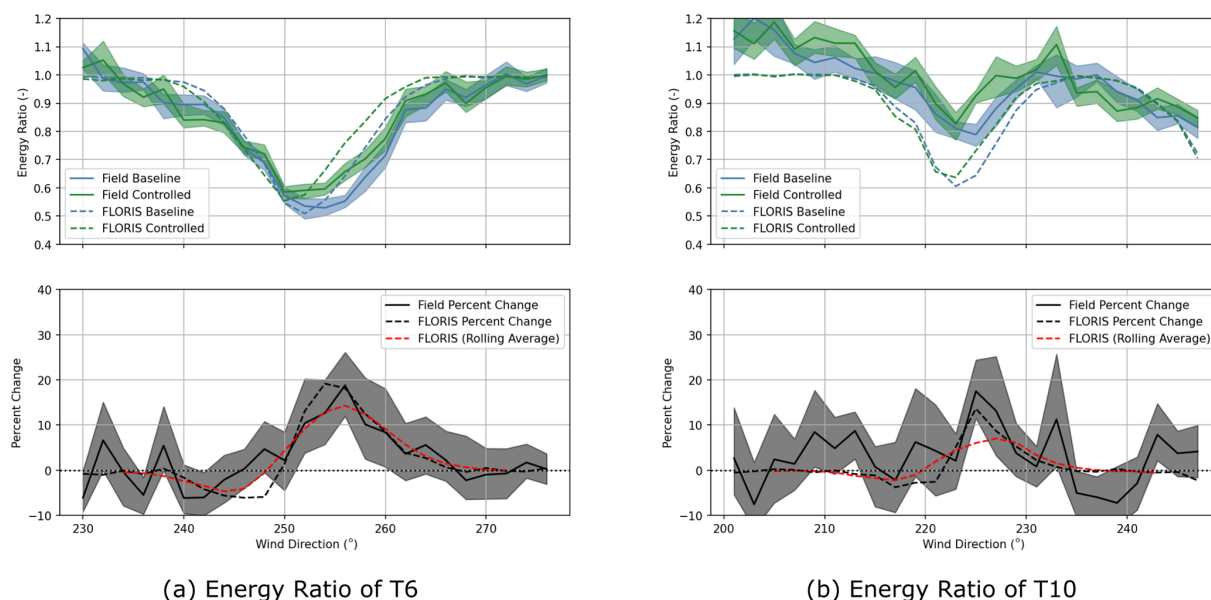 1.2
1.1
1.0
0.9
0.8
0.7
0.6
0.5
0.4
Energy Ratio (-)
Field Baseline
Field Controlled
FLORIS Baseline
FLORIS Controlled
40
30
20
10
0
−10
Percent Change
Field Percent Change
FLORIS Percent Change
FLORIS (Rolling Average)
230 240 250 260 270
Wind Direction (°)
(a) Energy Ratio of T6
1.2
1.1
1.0
0.9
0.8
0.7
0.6
0.5
0.4
Energy Ratio (-)
Field Baseline
Field Controlled
FLORIS Baseline
FLORIS Controlled
40
30
20
10
0
−10
Percent Change
Field Percent Change
FLORIS Percent Change
FLORIS (Rolling Average)
200 210 220 230 240
Wind Direction (°)
(b) Energy Ratio of T10